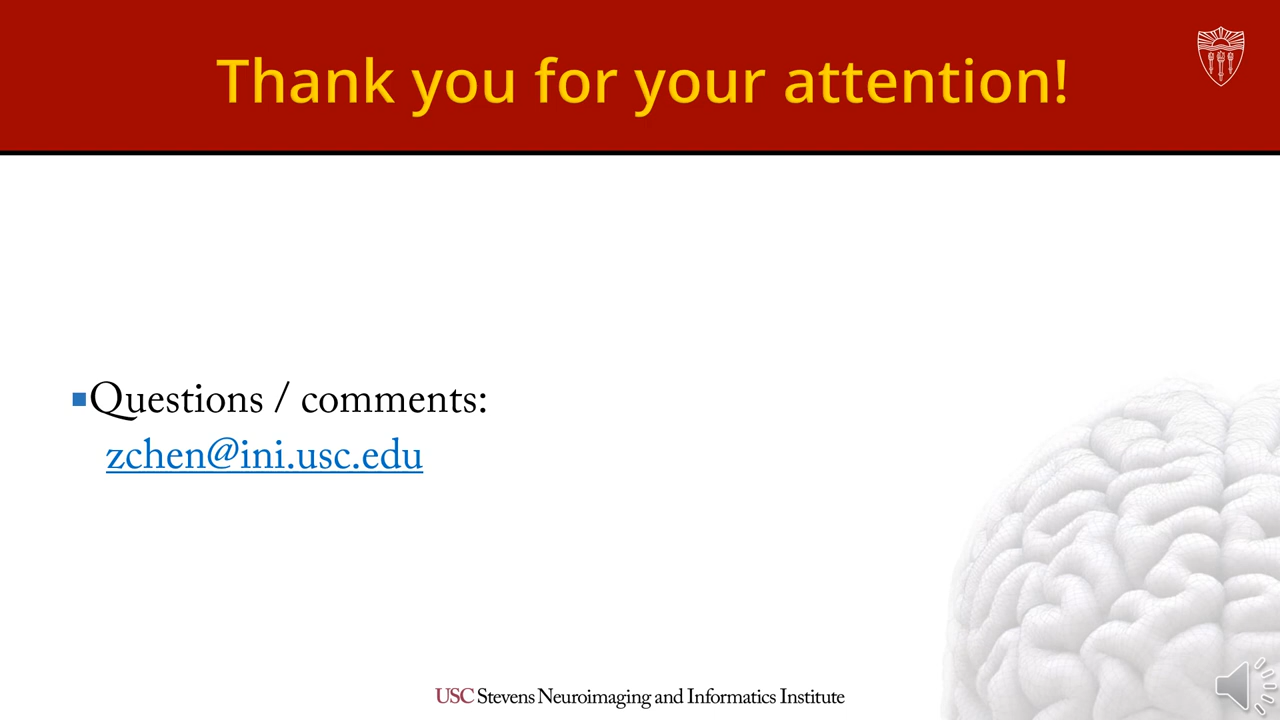 Thank you for your attention!
Questions / comments:
zchen@ini.usc.edu
USC Stevens Neuroimaging and Informatics Institute